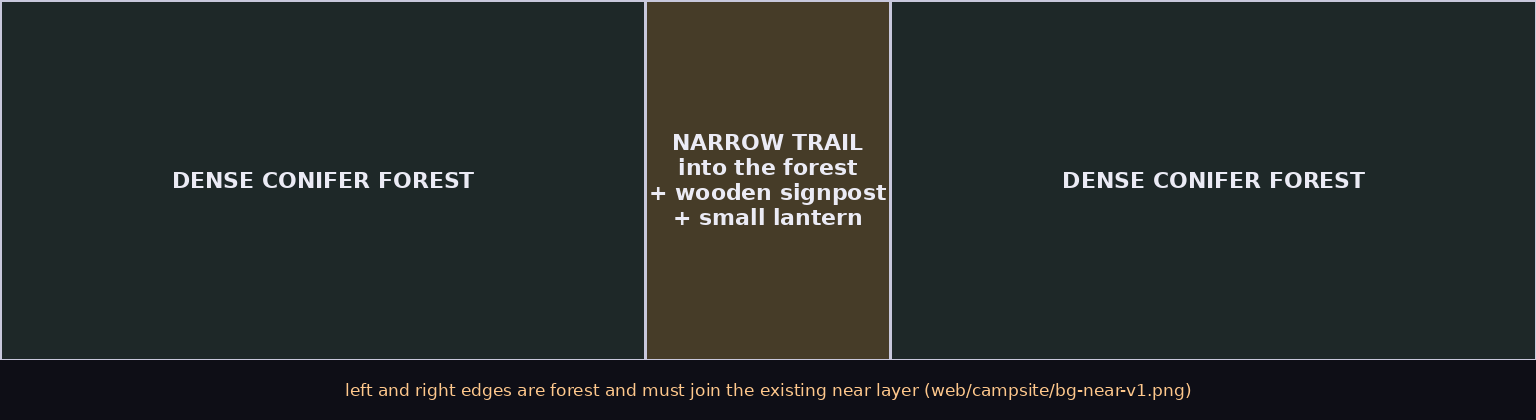 DENSE CONIFER FOREST
NARROW TRAIL
into the forest
+ wooden signpost
+ small lantern
DENSE CONIFER FOREST
left and right edges are forest and must join the existing near layer (web/campsite/bg-near-v1.png)